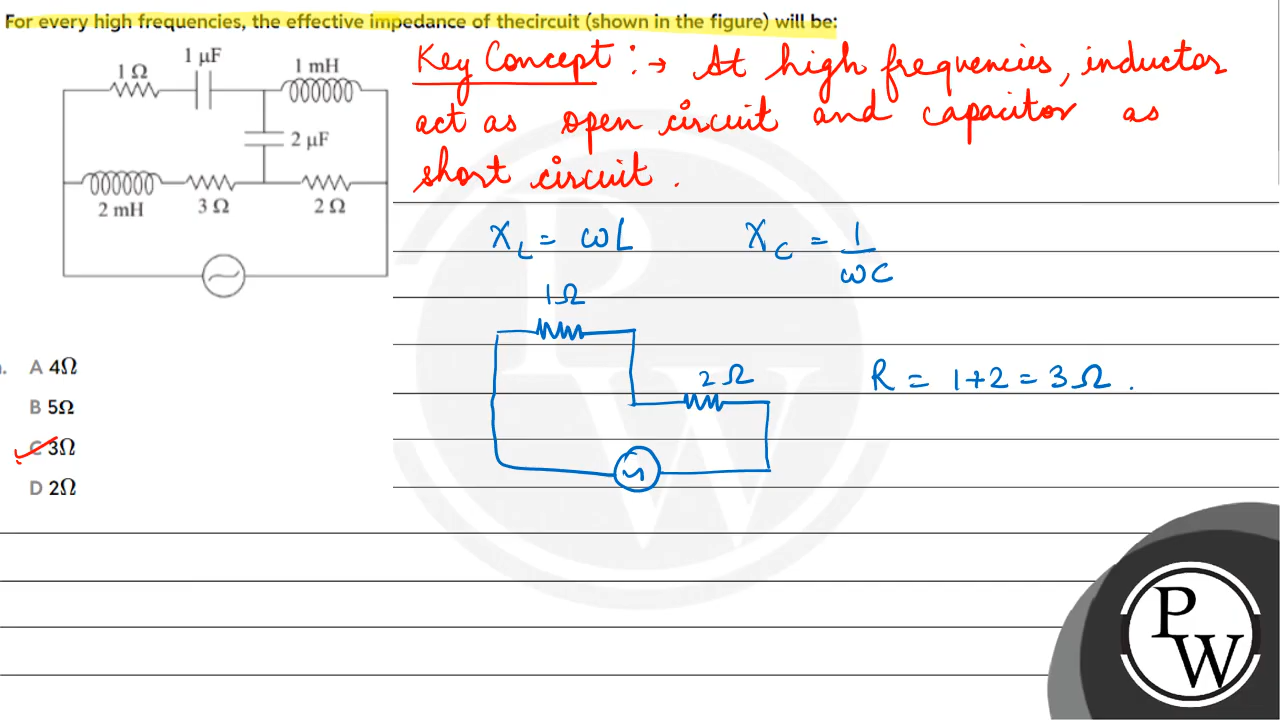 For every high frequencies, the effective impedance of thecircuit (shown in the figure) will be:
1 Ω
1 μF
1 mH
2 μF
2 mH
3 Ω
2 Ω
Key Concept :→ At high frequencies, inductor
act as open circuit and capacitor as
short circuit.
X_L = ωL
X_C = 1/ωC
1Ω
2Ω
R = 1+2 = 3Ω.
A 4Ω
B 5Ω
C 3Ω
D 2Ω
P
W